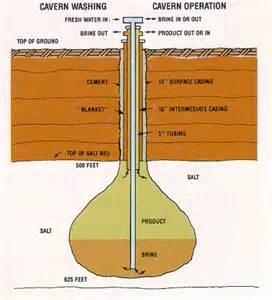 CAVERN WASHING
CAVERN OPERATION
FRESH WATER IN
BRINE IN OR OUT
BRINE OUT
PRODUCT OUT OR IN
TOP OF GROUND
CEMENT
13" SURFACE CASING
"BLANKET"
10" INTERMEDIATE CASING
5" TUBING
TOP OF SALT BED
500 FEET
SALT
SALT
PRODUCT
BRINE
625 FEET